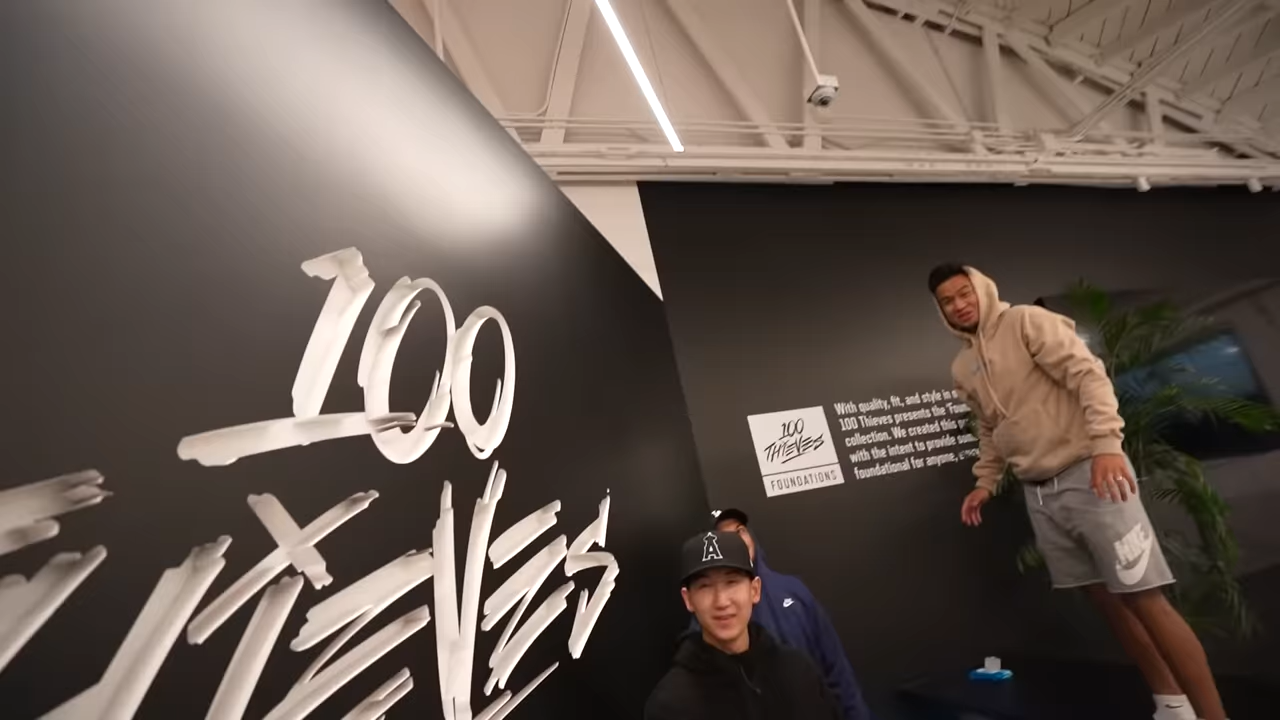 100
THIEVES
100
THIEVES
FOUNDATIONS
With quality, fit, and style in
100 Thieves presents the
collection. We created this
with the intent to provide
foundational for anyone,
A
NIKE